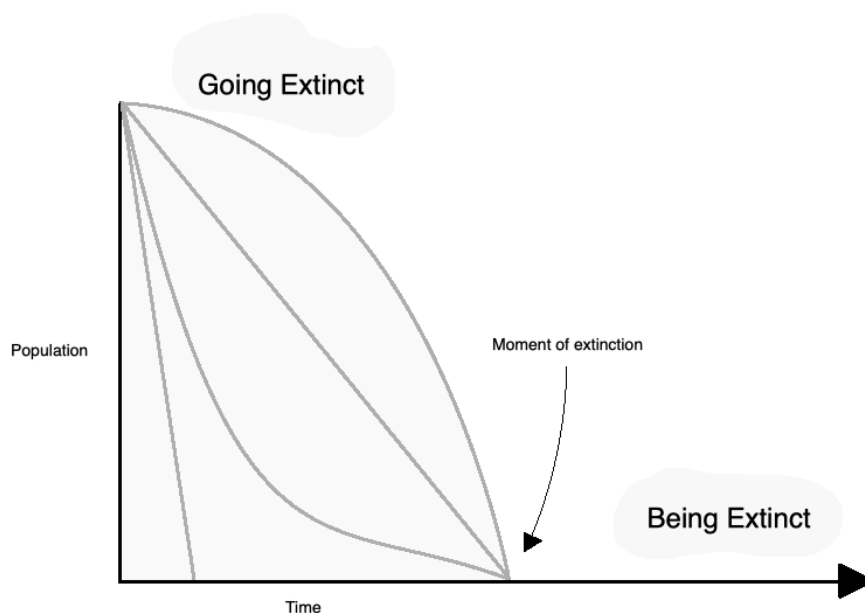 Going Extinct
Population
Moment of extinction
Being Extinct
Time